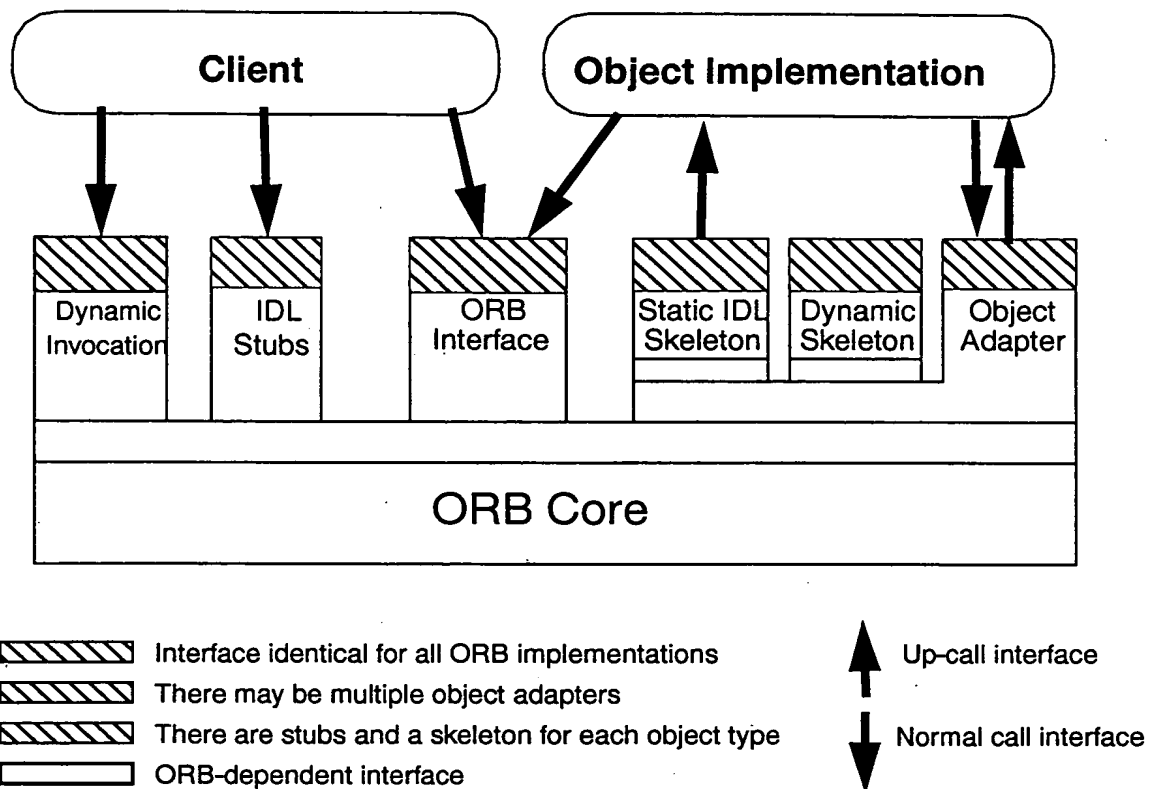 Client
Object Implementation
Dynamic
Invocation
IDL
Stubs
ORB
Interface
Static IDL
Skeleton
Dynamic
Skeleton
Object
Adapter
ORB Core
Interface identical for all ORB implementations
There may be multiple object adapters
There are stubs and a skeleton for each object type
ORB-dependent interface
Up-call interface
Normal call interface